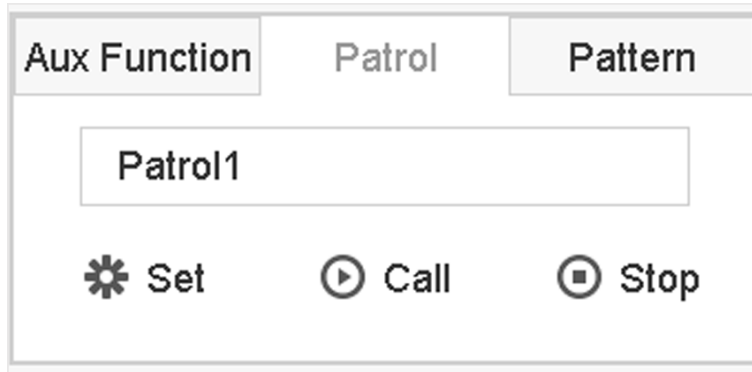 Aux Function Patrol Pattern
Patrol1
Set Call Stop